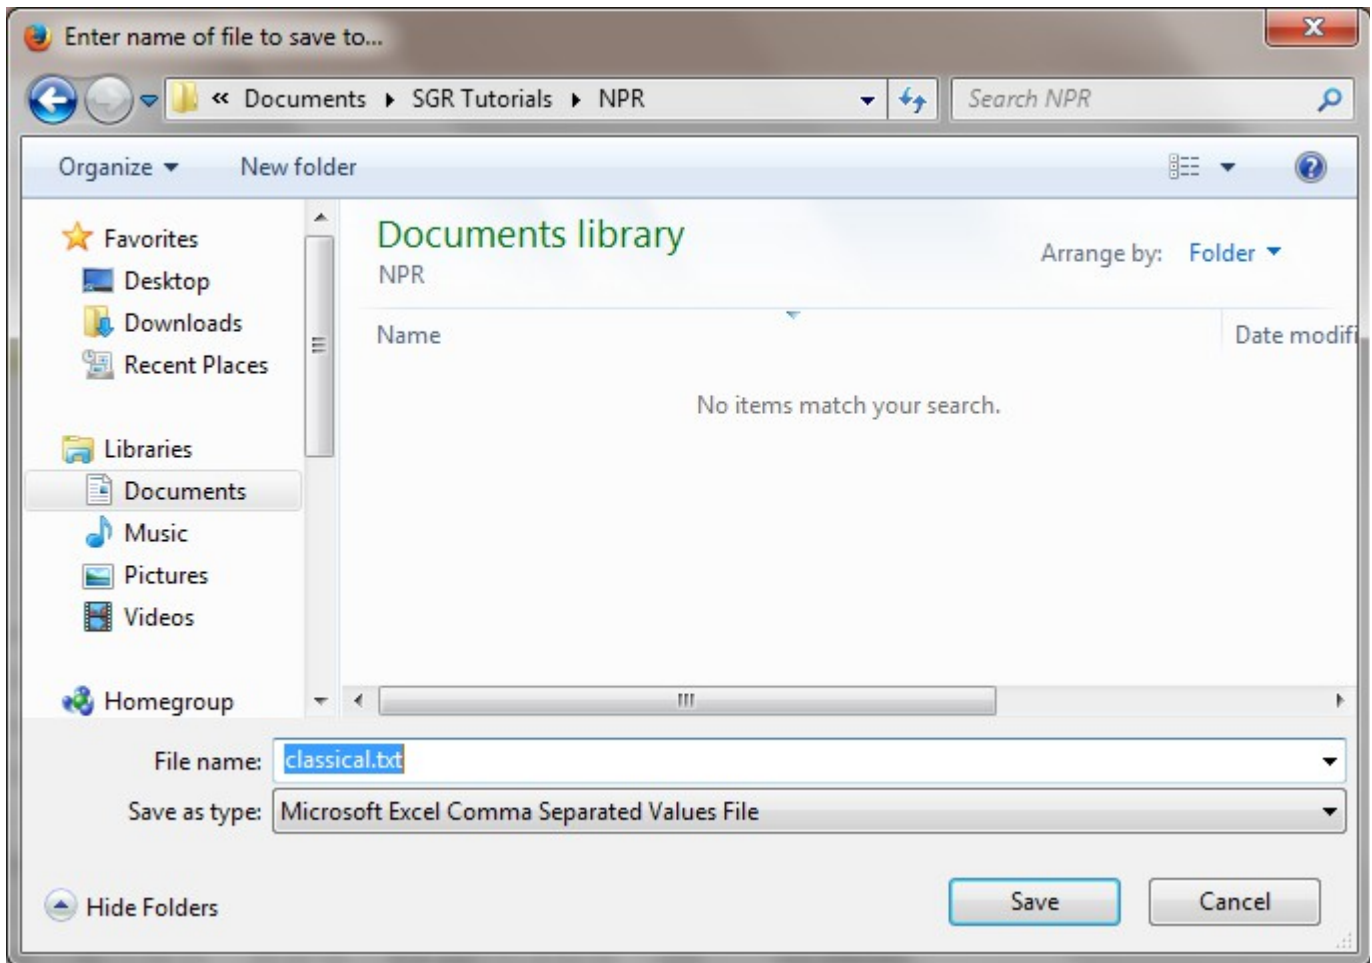 Enter name of file to save to...
« Documents ▸ SGR Tutorials ▸ NPR Search NPR
Organize New folder
Favorites
Desktop
Downloads
Recent Places
Libraries
Documents
Music
Pictures
Videos
Homegroup
Documents library
NPR
Arrange by: Folder
Name Date modifi
No items match your search.
File name: classical.txt
Save as type: Microsoft Excel Comma Separated Values File
Hide Folders Save Cancel